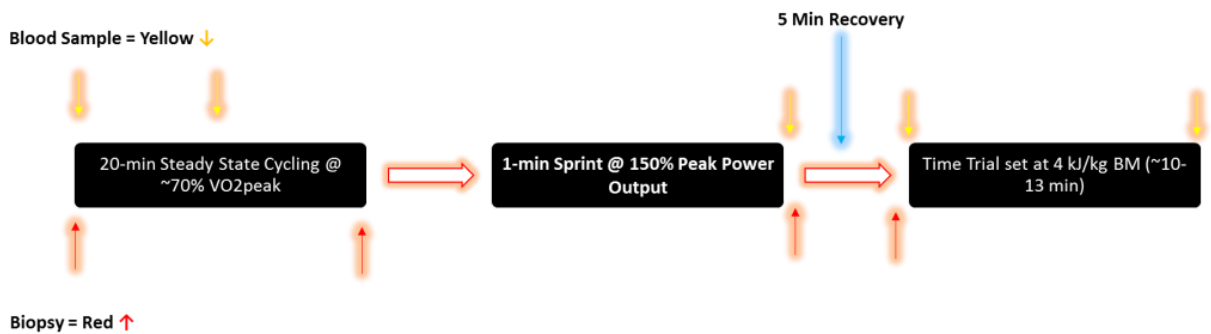 5 Min Recovery
Blood Sample = Yellow ↓
20-min Steady State Cycling @
~70% VO2peak
1-min Sprint @ 150% Peak Power
Output
Time Trial set at 4 kJ/kg BM (~10-
13 min)
Biopsy = Red ↑